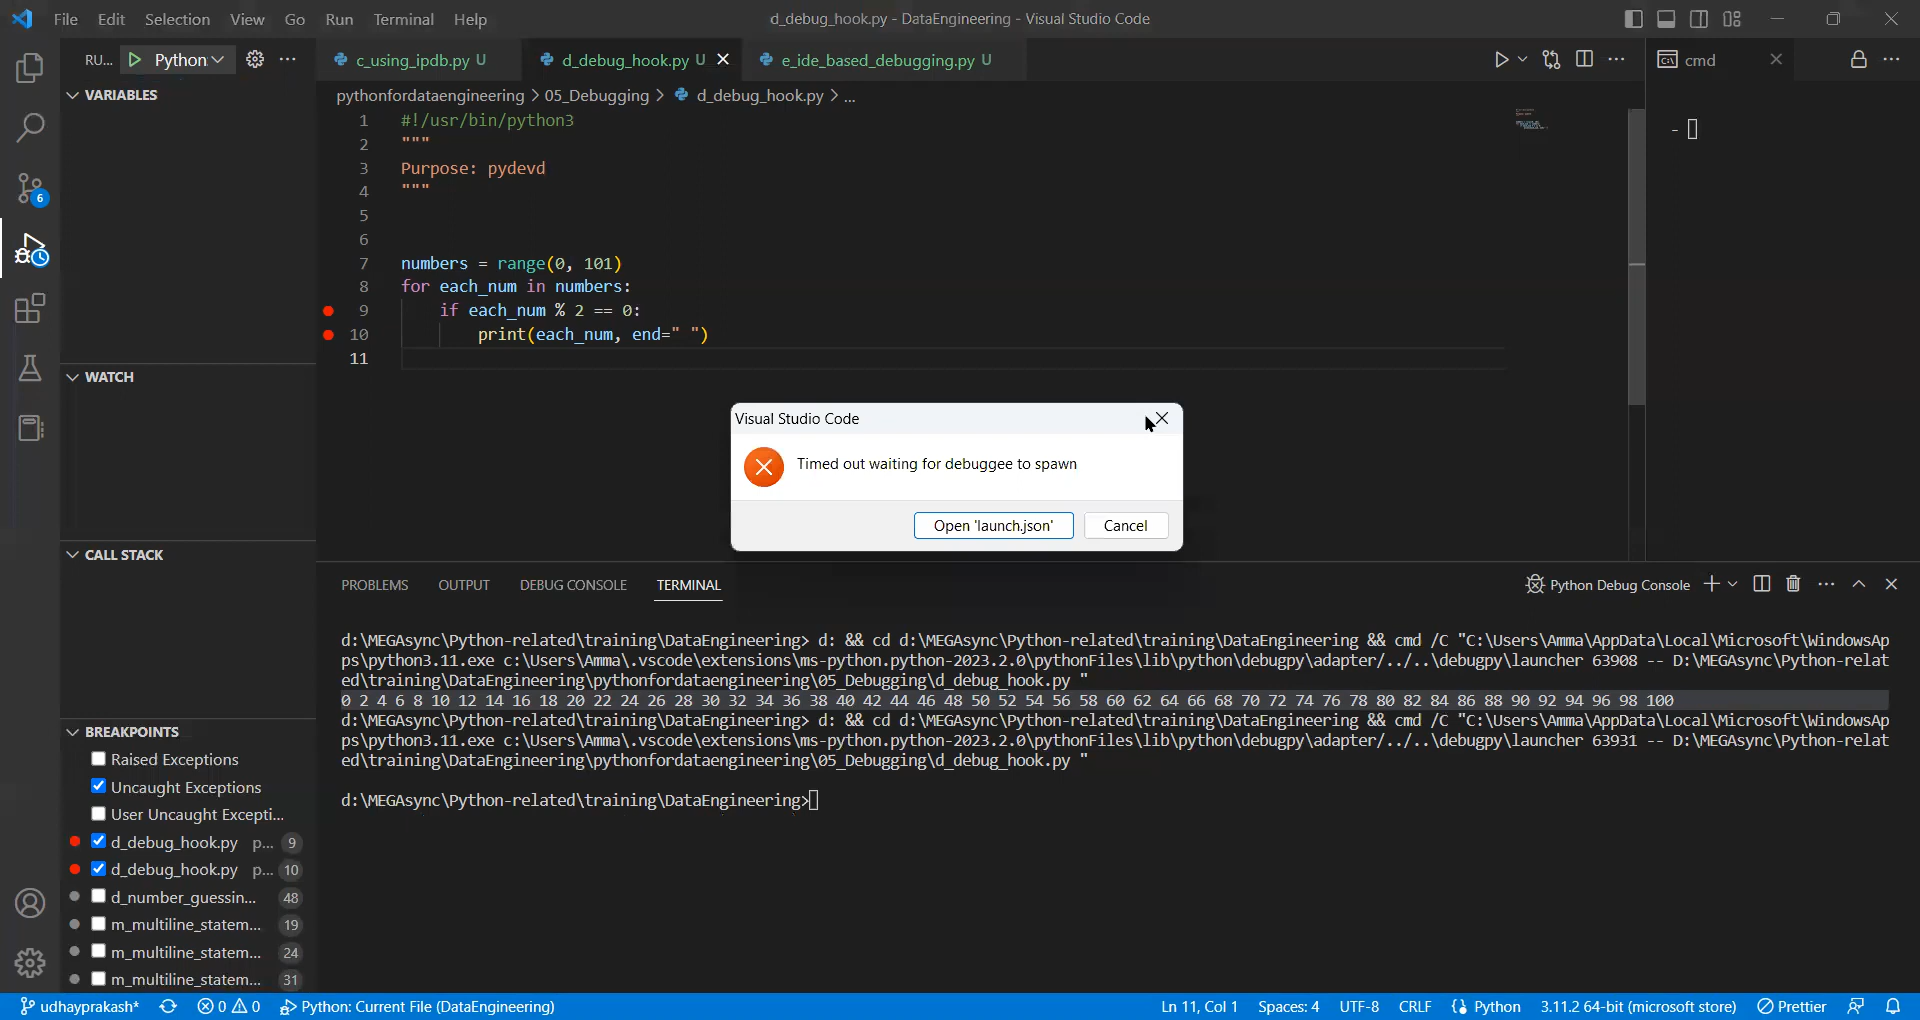 File Edit Selection View Go Run Terminal Help
d_debug_hook.py - DataEngineering - Visual Studio Code
RU... Python
c_using_ipdb.py U
d_debug_hook.py U
e_ide_based_debugging.py U
cmd
pythonfordataengineering > 05_Debugging > d_debug_hook.py > ...
VARIABLES
1 #!/usr/bin/python3
2 """
3 Purpose: pydevd
4 """
5
6
7 numbers = range(0, 101)
8 for each_num in numbers:
9 if each_num % 2 == 0:
10 print(each_num, end=" ")
11
-
WATCH
CALL STACK
Visual Studio Code
Timed out waiting for debuggee to spawn
Open 'launch.json'
Cancel
PROBLEMS OUTPUT DEBUG CONSOLE TERMINAL
Python Debug Console
d:\MEGAsync\Python-related\training\DataEngineering> d: && cd d:\MEGAsync\Python-related\training\DataEngineering && cmd /C "C:\Users\Amma\AppData\Local\Microsoft\WindowsAp
ps\python3.11.exe c:\Users\Amma\.vscode\extensions\ms-python.python-2023.2.0\pythonFiles\lib\python\debugpy\adapter/../..\debugpy\launcher 63908 -- D:\MEGAsync\Python-relat
ed\training\DataEngineering\pythonfordataengineering\05_Debugging\d_debug_hook.py "
0 2 4 6 8 10 12 14 16 18 20 22 24 26 28 30 32 34 36 38 40 42 44 46 48 50 52 54 56 58 60 62 64 66 68 70 72 74 76 78 80 82 84 86 88 90 92 94 96 98 100
d:\MEGAsync\Python-related\training\DataEngineering> d: && cd d:\MEGAsync\Python-related\training\DataEngineering && cmd /C "C:\Users\Amma\AppData\Local\Microsoft\WindowsAp
ps\python3.11.exe c:\Users\Amma\.vscode\extensions\ms-python.python-2023.2.0\pythonFiles\lib\python\debugpy\adapter/../..\debugpy\launcher 63931 -- D:\MEGAsync\Python-relat
ed\training\DataEngineering\pythonfordataengineering\05_Debugging\d_debug_hook.py "
d:\MEGAsync\Python-related\training\DataEngineering>
BREAKPOINTS
Raised Exceptions
Uncaught Exceptions
User Uncaught Excepti...
d_debug_hook.py p... 9
d_debug_hook.py p... 10
d_number_guessin... 48
m_multiline_statem... 19
m_multiline_statem... 24
m_multiline_statem... 31
6
udhayprakash* 0 0 Python: Current File (DataEngineering)
Ln 11, Col 1 Spaces: 4 UTF-8 CRLF Python 3.11.2 64-bit (microsoft store) Prettier